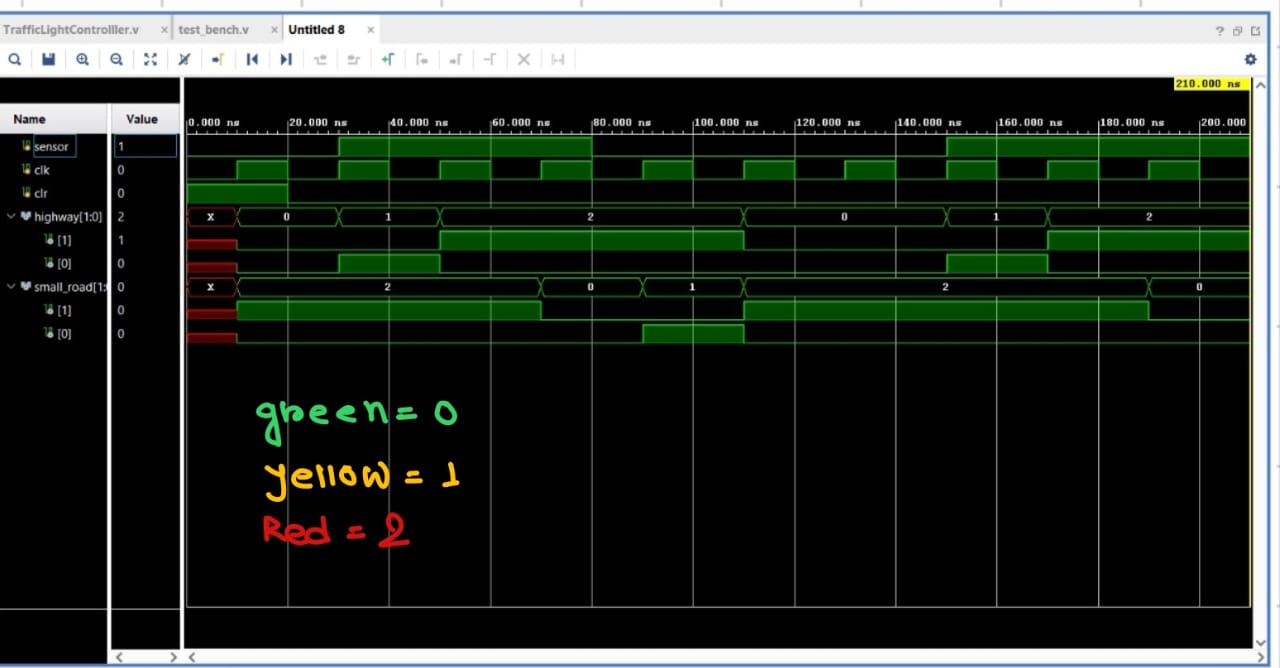 TrafficLightControlller.v × test_bench.v × Untitled 8 × ?
210.000 ns
Name Value 0.000 ns 20.000 ns 40.000 ns 60.000 ns 80.000 ns 100.000 ns 120.000 ns 140.000 ns 160.000 ns 180.000 ns 200.000
sensor 1
clk 0
clr 0
highway[1:0] 2 X 0 1 2 0 1 2
[1] 1
[0] 0
small_road[1: 0 X 2 0 1 2 0
[1] 0
[0] 0
green = 0
yellow = 1
Red = 2